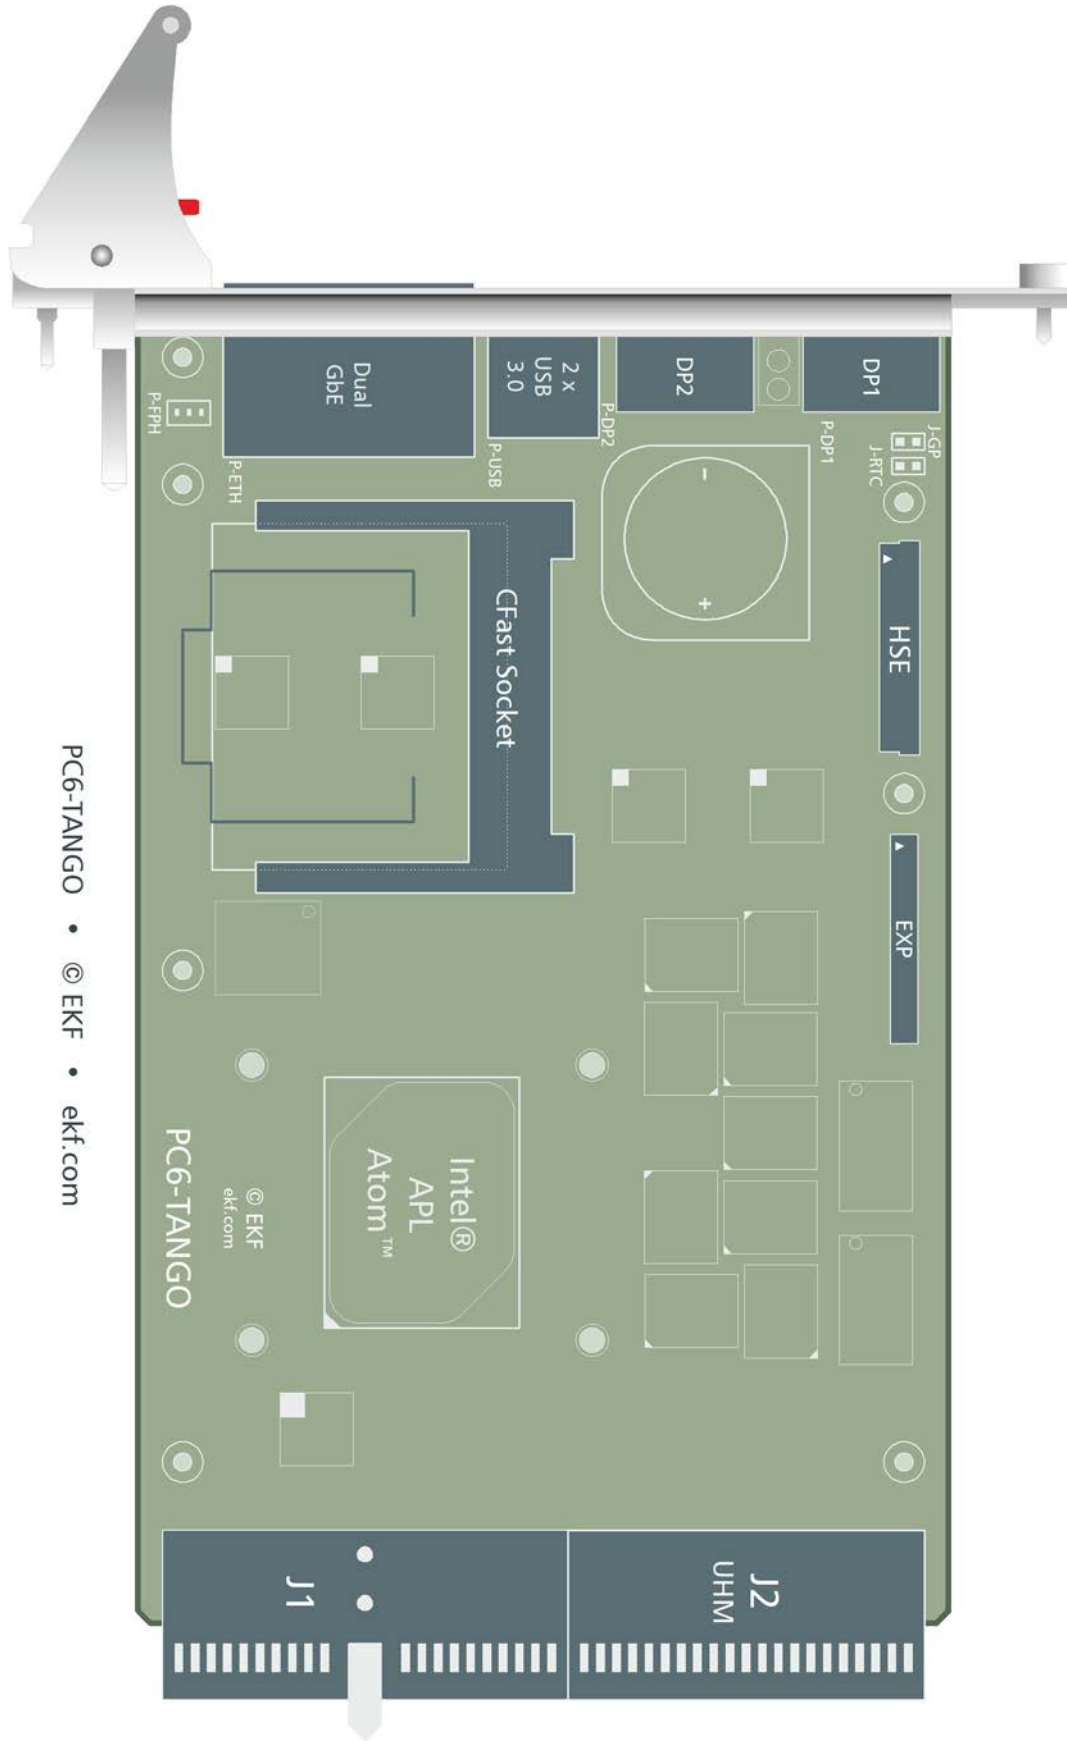 Dual
GbE
2 x
USB
3.0
DP2
DP1
P-FPH
P-ETH
P-USB
P-DP2
P-DP1
J-GP
J-RTC
-
+
CFast Socket
HSE
EXP
Intel®
APL
Atom™
© EKF
ekf.com
PC6-TANGO
PC6-TANGO • © EKF • ekf.com
J1
J2
UHM